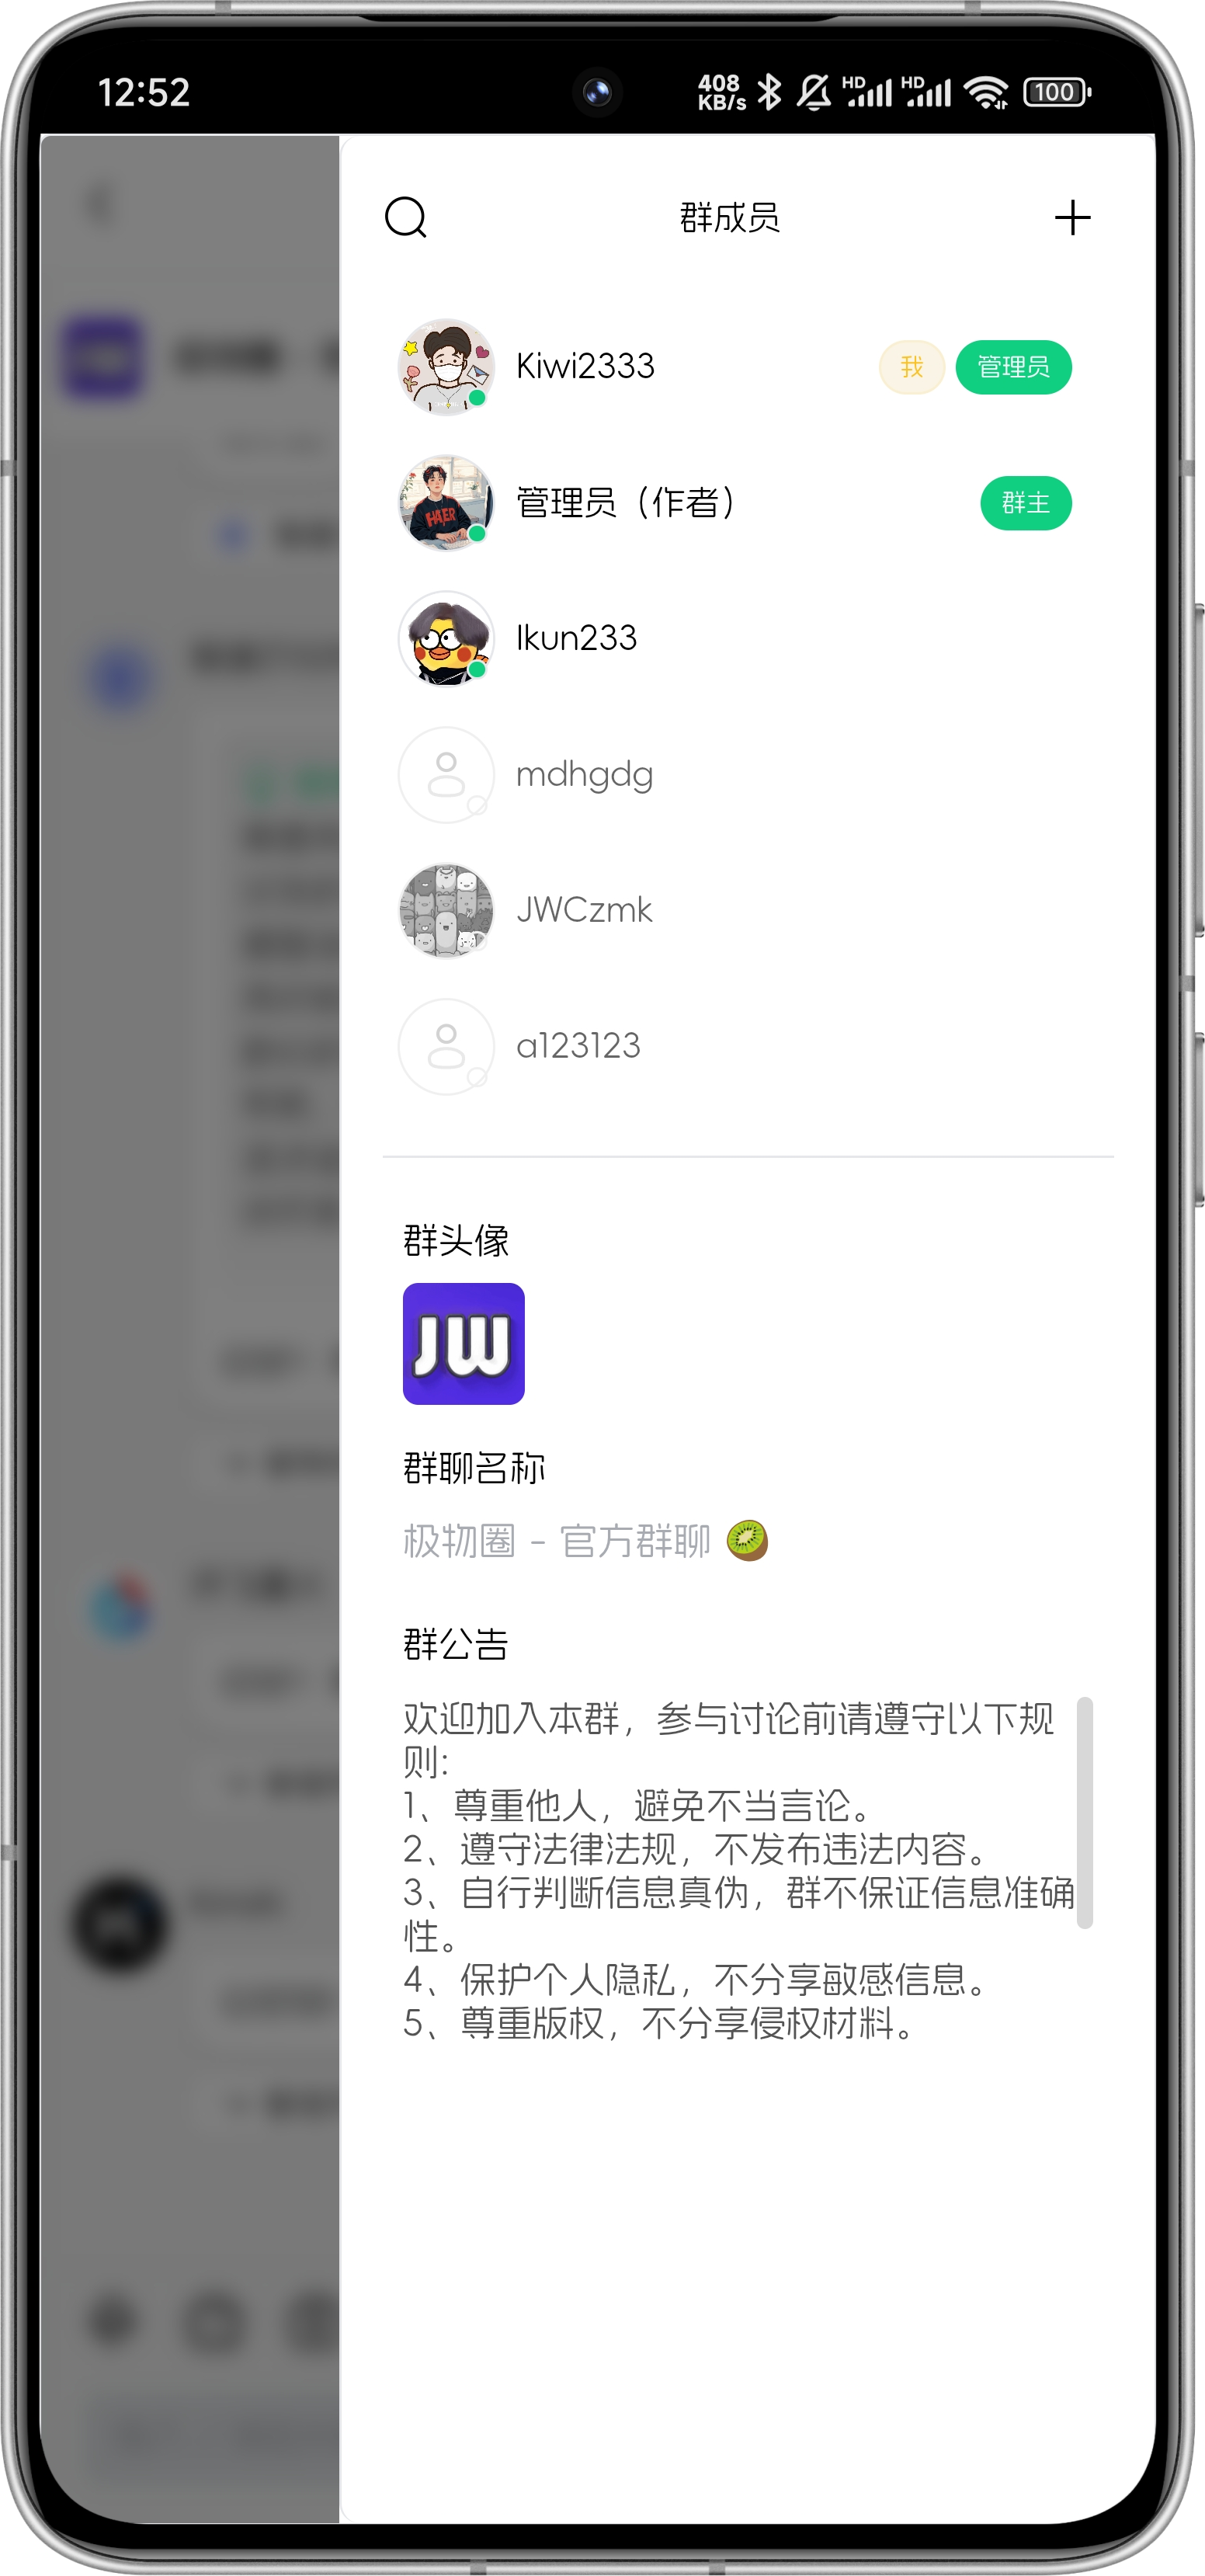 12:52
408
KB/s
HD
HD
100
群成员
Kiwi2333
我
管理员
管理员（作者）
HAER
群主
Ikun233
mdhgdg
JWCzmk
a123123
群头像
JW
群聊名称
极物圈 - 官方群聊 🥝
群公告
欢迎加入本群，参与讨论前请遵守以下规
则:
1、尊重他人，避免不当言论。
2、遵守法律法规，不发布违法内容。
3、自行判断信息真伪，群不保证信息准确
性。
4、保护个人隐私，不分享敏感信息。
5、尊重版权，不分享侵权材料。